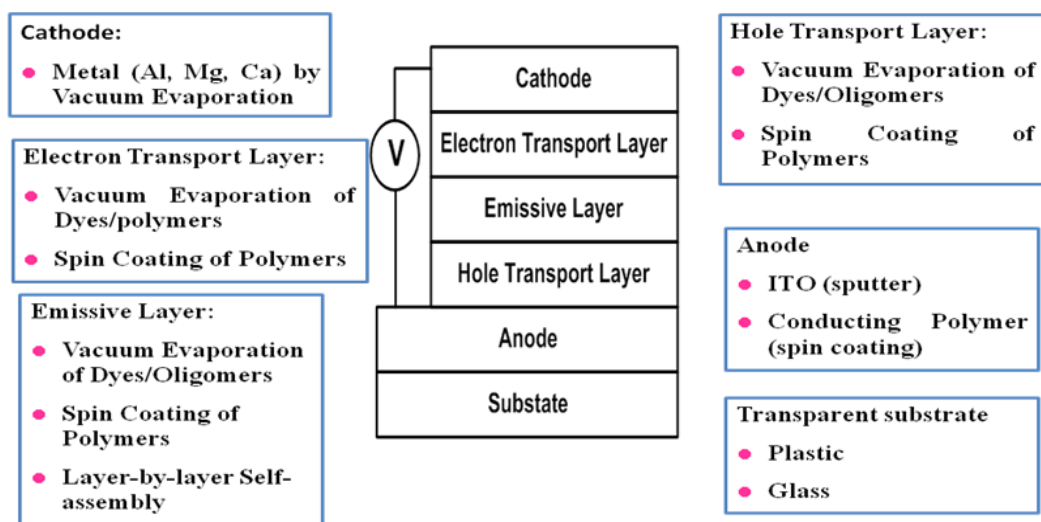 Cathode:
• Metal (Al, Mg, Ca) by
Vacuum Evaporation
Electron Transport Layer:
• Vacuum Evaporation of
Dyes/polymers
• Spin Coating of Polymers
Emissive Layer:
• Vacuum Evaporation
of Dyes/Oligomers
• Spin Coating of
Polymers
• Layer-by-layer Self-
assembly
V
Cathode
Electron Transport Layer
Emissive Layer
Hole Transport Layer
Anode
Substate
Hole Transport Layer:
• Vacuum Evaporation of
Dyes/Oligomers
• Spin Coating of
Polymers
Anode
• ITO (sputter)
• Conducting Polymer
(spin coating)
Transparent substrate
• Plastic
• Glass